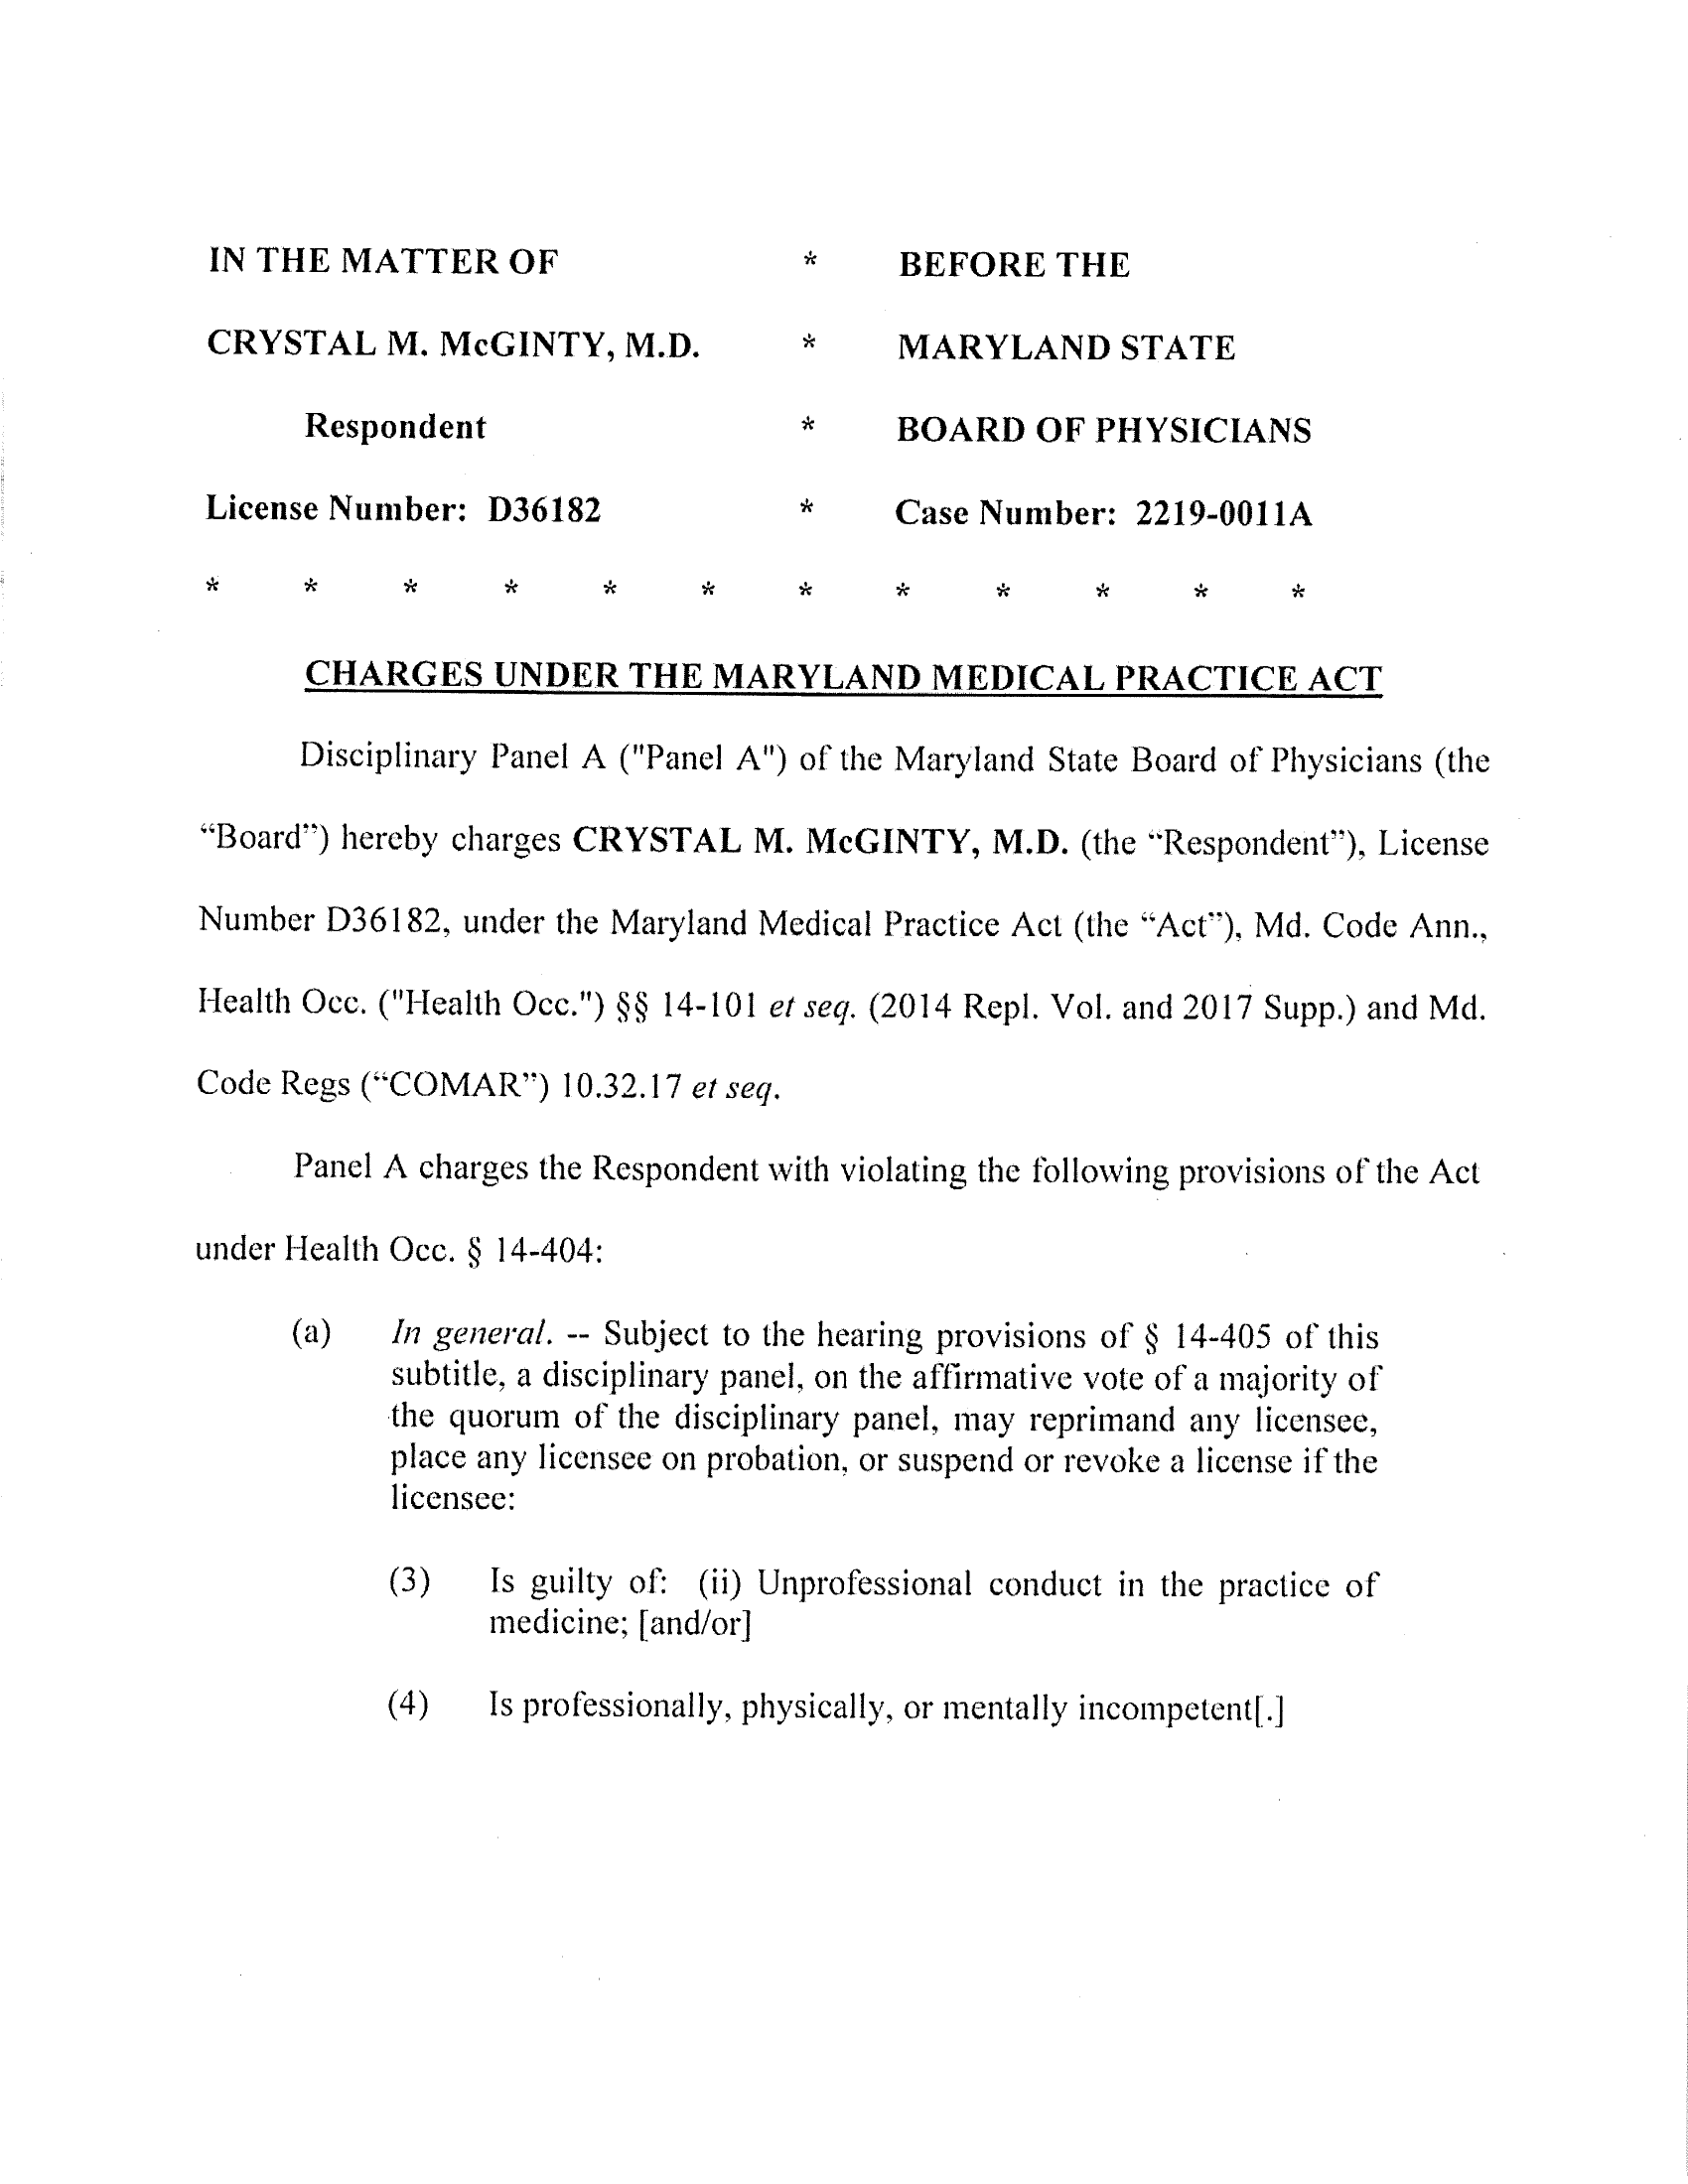 IN THE MATTER OF * BEFORE THE
CRYSTAL M. McGINTY, M.D. * MARYLAND STATE
Respondent * BOARD OF PHYSICIANS
License Number: D36182 * Case Number: 2219-0011A
* * * * * * * * * * * *
CHARGES UNDER THE MARYLAND MEDICAL PRACTICE ACT
Disciplinary Panel A ("Panel A") of the Maryland State Board of Physicians (the
“Board”) hereby charges CRYSTAL M. McGINTY, M.D. (the “Respondent”), License
Number D36182, under the Maryland Medical Practice Act (the “Act”), Md. Code Ann.,
Health Occ. ("Health Occ.") §§ 14-101 et seq. (2014 Repl. Vol. and 2017 Supp.) and Md.
Code Regs (“COMAR”) 10.32.17 et seq.
Panel A charges the Respondent with violating the following provisions of the Act
under Health Occ. § 14-404:
(a) In general. -- Subject to the hearing provisions of § 14-405 of this
subtitle, a disciplinary panel, on the affirmative vote of a majority of
the quorum of the disciplinary panel, may reprimand any licensee,
place any licensee on probation, or suspend or revoke a license if the
licensee:
(3) Is guilty of: (ii) Unprofessional conduct in the practice of
medicine; [and/or]
(4) Is professionally, physically, or mentally incompetent[.]